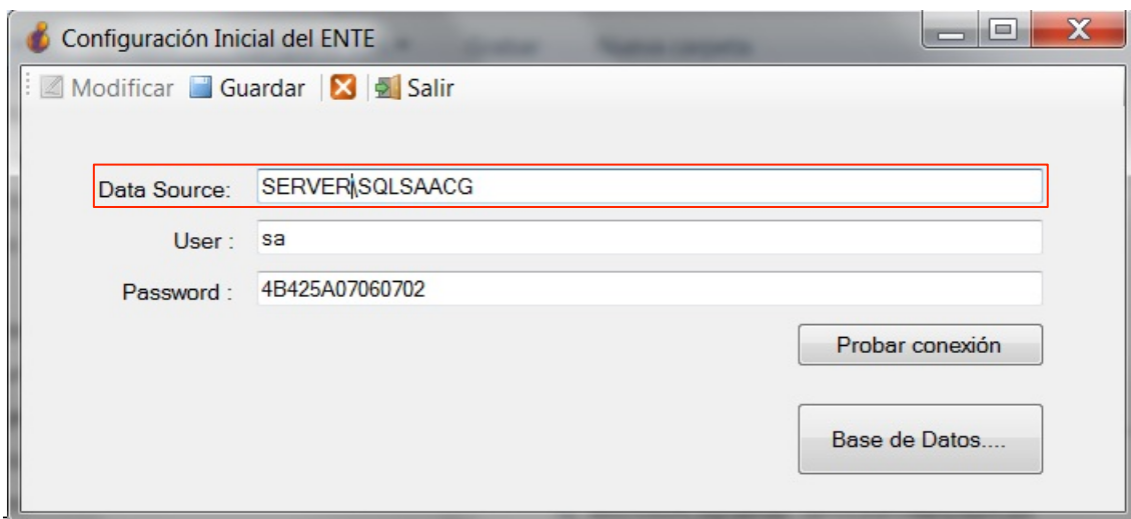 Configuración Inicial del ENTE
Modificar Guardar Salir
Data Source: SERVER\SQLSAACG
User : sa
Password : 4B425A07060702
Probar conexión
Base de Datos....